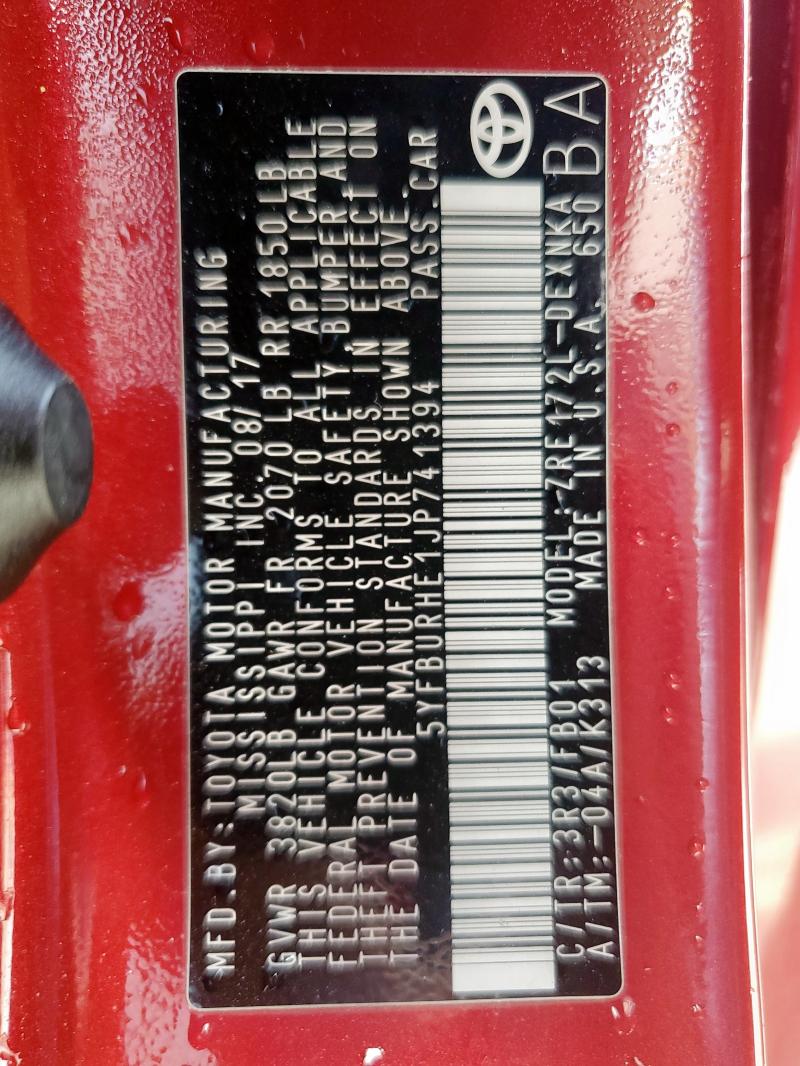 MFD.BY:TOYOTA MOTOR MANUFACTURING
MISSISSIPPI INC. 08/17
GVWR 3820LB GAWR FR 2070LB RR 1850LB
THIS VEHICLE CONFORMS TO ALL APPLICABLE
FEDERAL MOTOR VEHICLE SAFETY, BUMPER AND
THEFT PREVENTION STANDARDS IN EFFECT ON
THE DATE OF MANUFACTURE SHOWN ABOVE.
5YFBURHE1JP741394 PASS.CAR
C/TR:3R3/FB01 MODEL:ZRE172L-DEXNKA
A/TM:-04A/K313 MADE IN U.S.A. 650 BA